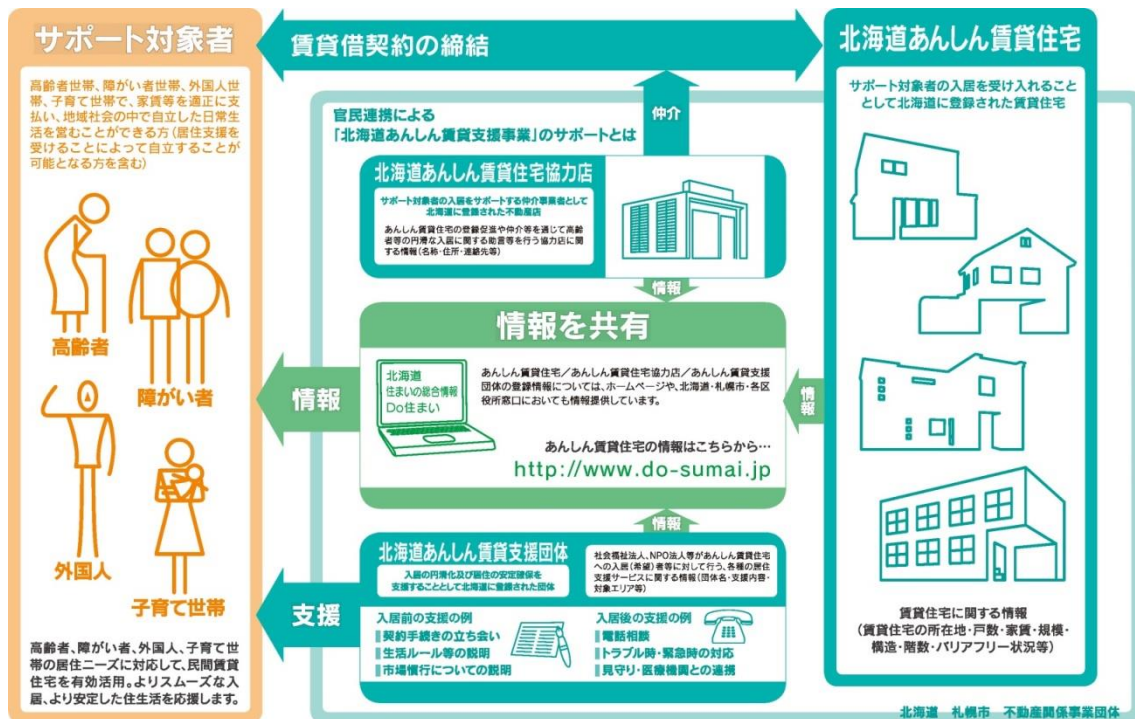 サポート対象者
高齢者世帯、障がい者世帯、外国人世
帯、子育て世帯で、家賃等を適正に支
払い、地域社会の中で自立した日常生
活を営むことができる方(居住支援を
受けることによって自立することが
可能となる方を含む)
高齢者
障がい者
外国人
子育て世帯
高齢者、障がい者、外国人、子育て世
帯の居住ニーズに対応して、民間賃貸
住宅を有効活用。よりスムーズな入
居、より安定した住生活を応援します。
賃貸借契約の締結
仲介
官民連携による
「北海道あんしん賃貸支援事業」のサポートとは
北海道あんしん賃貸住宅協力店
サポート対象者の入居をサポートする仲介事業者として
北海道に登録された不動産店
あんしん賃貸住宅の登録促進や仲介等を通じて高齢
者等の円滑な入居に関する助言等を行う協力店に関
する情報(名称・住所・連絡先等)
情報
情報を共有
北海道
住まいの総合情報
Do住まい
あんしん賃貸住宅/あんしん賃貸住宅協力店/あんしん賃貸支援
団体の登録情報については、ホームページや、北海道・札幌市・各区
役所窓口においても情報提供しています。
あんしん賃貸住宅の情報はこちらから…
http://www.do-sumai.jp
情報
情報
情報
北海道あんしん賃貸支援団体
入居の円滑化及び居住の安定確保を
支援することとして北海道に登録された団体
社会福祉法人、NPO法人等があんしん賃貸住宅
への入居(希望)者等に対して行う、各種の居住
支援サービスに関する情報(団体名・支援内容・
対象エリア等)
支援
入居前の支援の例
契約手続きの立ち会い
生活ルール等の説明
市場慣行についての説明
入居後の支援の例
電話相談
トラブル時・緊急時の対応
見守り・医療機関との連携
北海道あんしん賃貸住宅
サポート対象者の入居を受け入れること
として北海道に登録された賃貸住宅
賃貸住宅に関する情報
(賃貸住宅の所在地・戸数・家賃・規模・
構造・階数・バリアフリー状況等)
北海道 札幌市 不動産関係事業団体